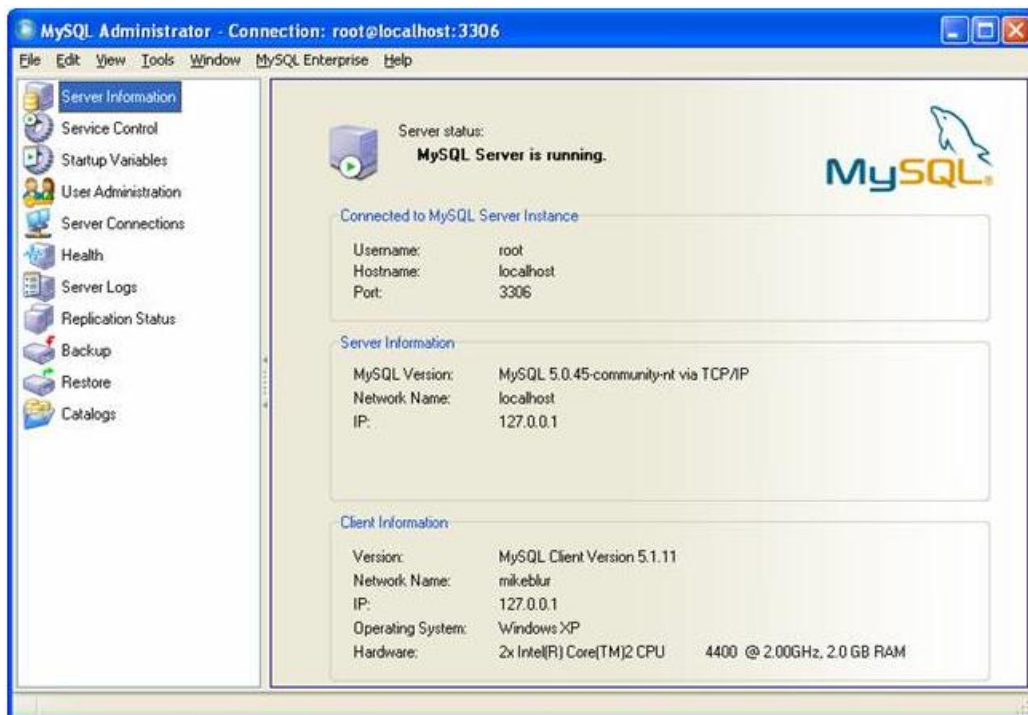 MySQL Administrator - Connection: root@localhost:3306
File Edit View Tools Window MySQL Enterprise Help
Server Information
Service Control
Startup Variables
User Administration
Server Connections
Health
Server Logs
Replication Status
Backup
Restore
Catalogs
Server status:
MySQL Server is running.
MySQL®
Connected to MySQL Server Instance
Username: root
Hostname: localhost
Port: 3306
Server Information
MySQL Version: MySQL 5.0.45-community-nt via TCP/IP
Network Name: localhost
IP: 127.0.0.1
Client Information
Version: MySQL Client Version 5.1.11
Network Name: mikeblur
IP: 127.0.0.1
Operating System: Windows XP
Hardware: 2x Intel(R) Core(TM)2 CPU 4400 @ 2.00GHz, 2.0 GB RAM